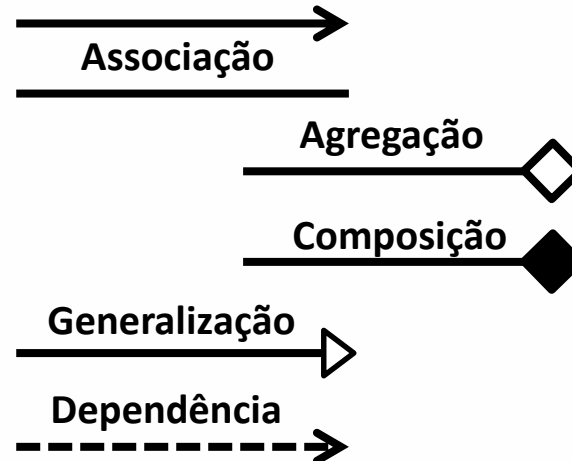 Associação
Agregação
Composição
Generalização
Dependência